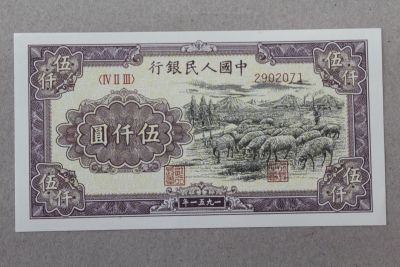 伍仟
伍仟
行銀民人國中
〈Ⅳ Ⅱ Ⅲ〉
2902071
圓仟伍
伍仟
伍仟
年一五九一